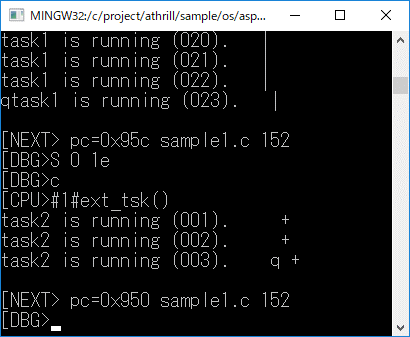 MINGW32:/c/project/athrill/sample/os/asp...
task1 is running (020).    |
task1 is running (021).    |
task1 is running (022).    |
qtask1 is running (023).    |
[NEXT> pc=0x95c sample1.c 152
[DBG>S 0 1e
[DBG>c
[CPU>#1#ext_tsk()
task2 is running (001).      +
task2 is running (002).      +
task2 is running (003).     q +
[NEXT> pc=0x950 sample1.c 152
[DBG>